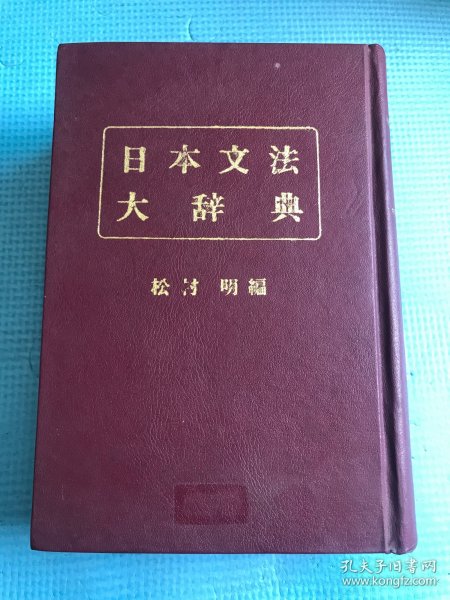 日本文法
大辞典
松村 明編
孔夫子旧书网
www.kongfz.com